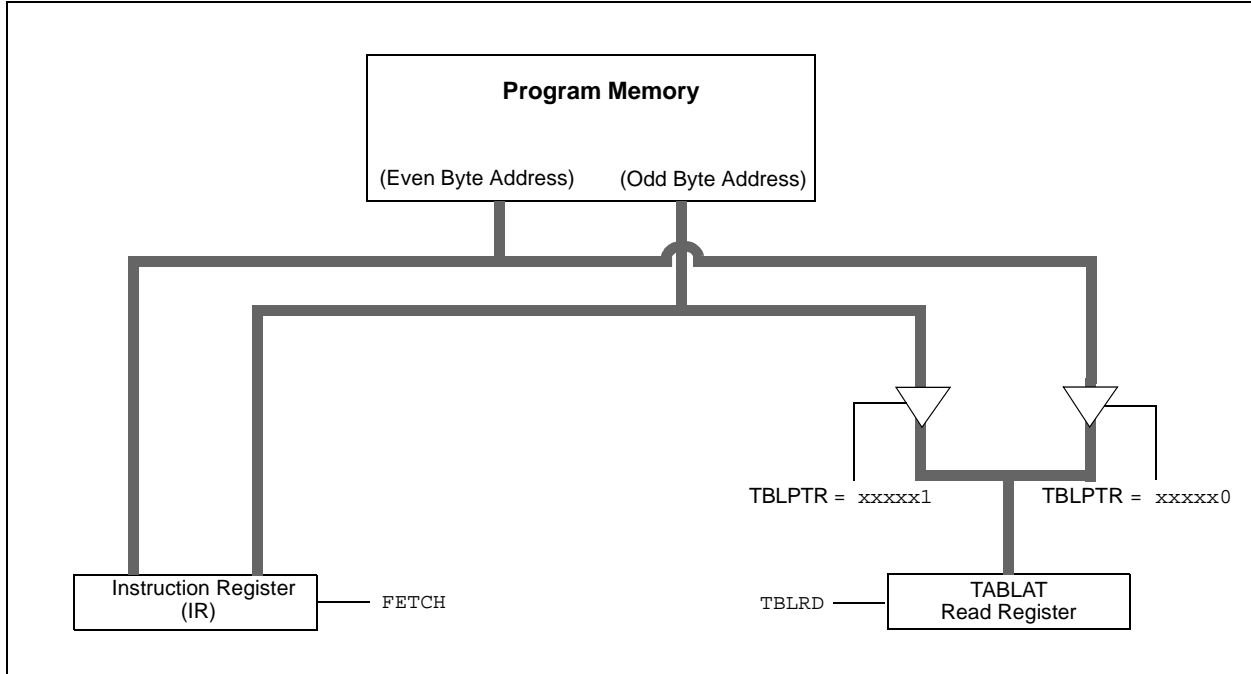 Program Memory
(Even Byte Address) (Odd Byte Address)
TBLPTR = xxxxx1 TBLPTR = xxxxx0
Instruction Register
(IR)
FETCH
TBLRD
TABLAT
Read Register